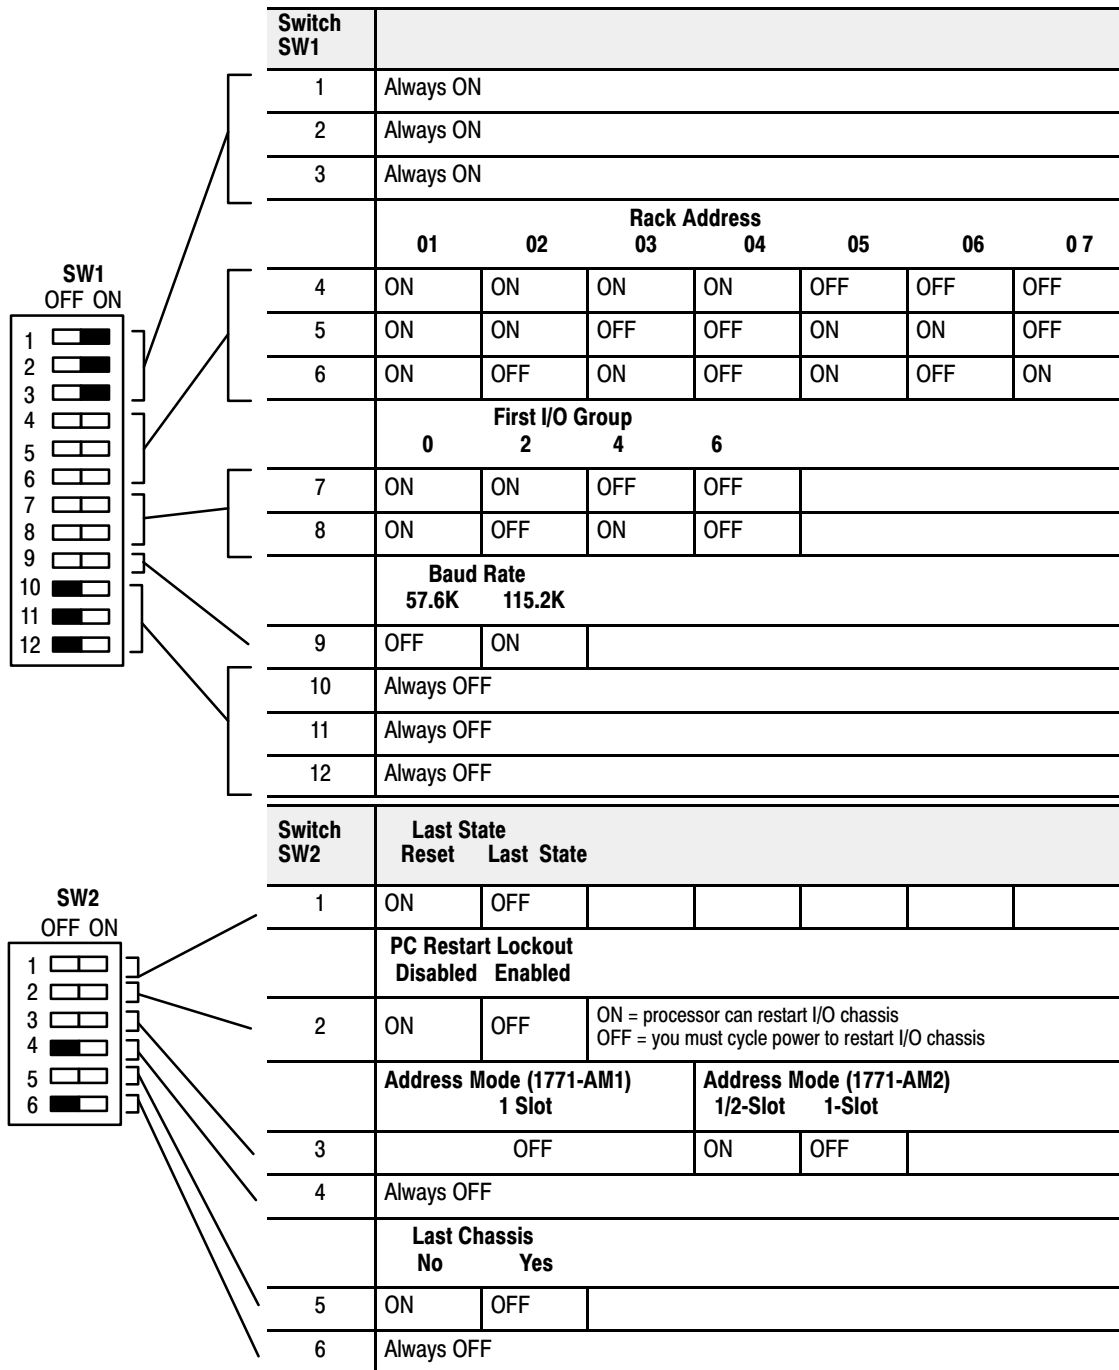 Switch
SW1
1 Always ON
2 Always ON
3 Always ON
Rack Address
01 02 03 04 05 06 0 7
4 ON ON ON ON OFF OFF OFF
5 ON ON OFF OFF ON ON OFF
6 ON OFF ON OFF ON OFF ON
First I/O Group
0 2 4 6
7 ON ON OFF OFF
8 ON OFF ON OFF
Baud Rate
57.6K 115.2K
9 OFF ON
10 Always OFF
11 Always OFF
12 Always OFF
SW1
OFF ON
1
2
3
4
5
6
7
8
9
10
11
12
Switch
SW2
Last State
Reset Last State
1 ON OFF
PC Restart Lockout
Disabled Enabled
2 ON OFF
ON = processor can restart I/O chassis
OFF = you must cycle power to restart I/O chassis
Address Mode (1771-AM1)
1 Slot
Address Mode (1771-AM2)
1/2-Slot 1-Slot
3 OFF ON OFF
4 Always OFF
Last Chassis
No Yes
5 ON OFF
6 Always OFF
SW2
OFF ON
1
2
3
4
5
6